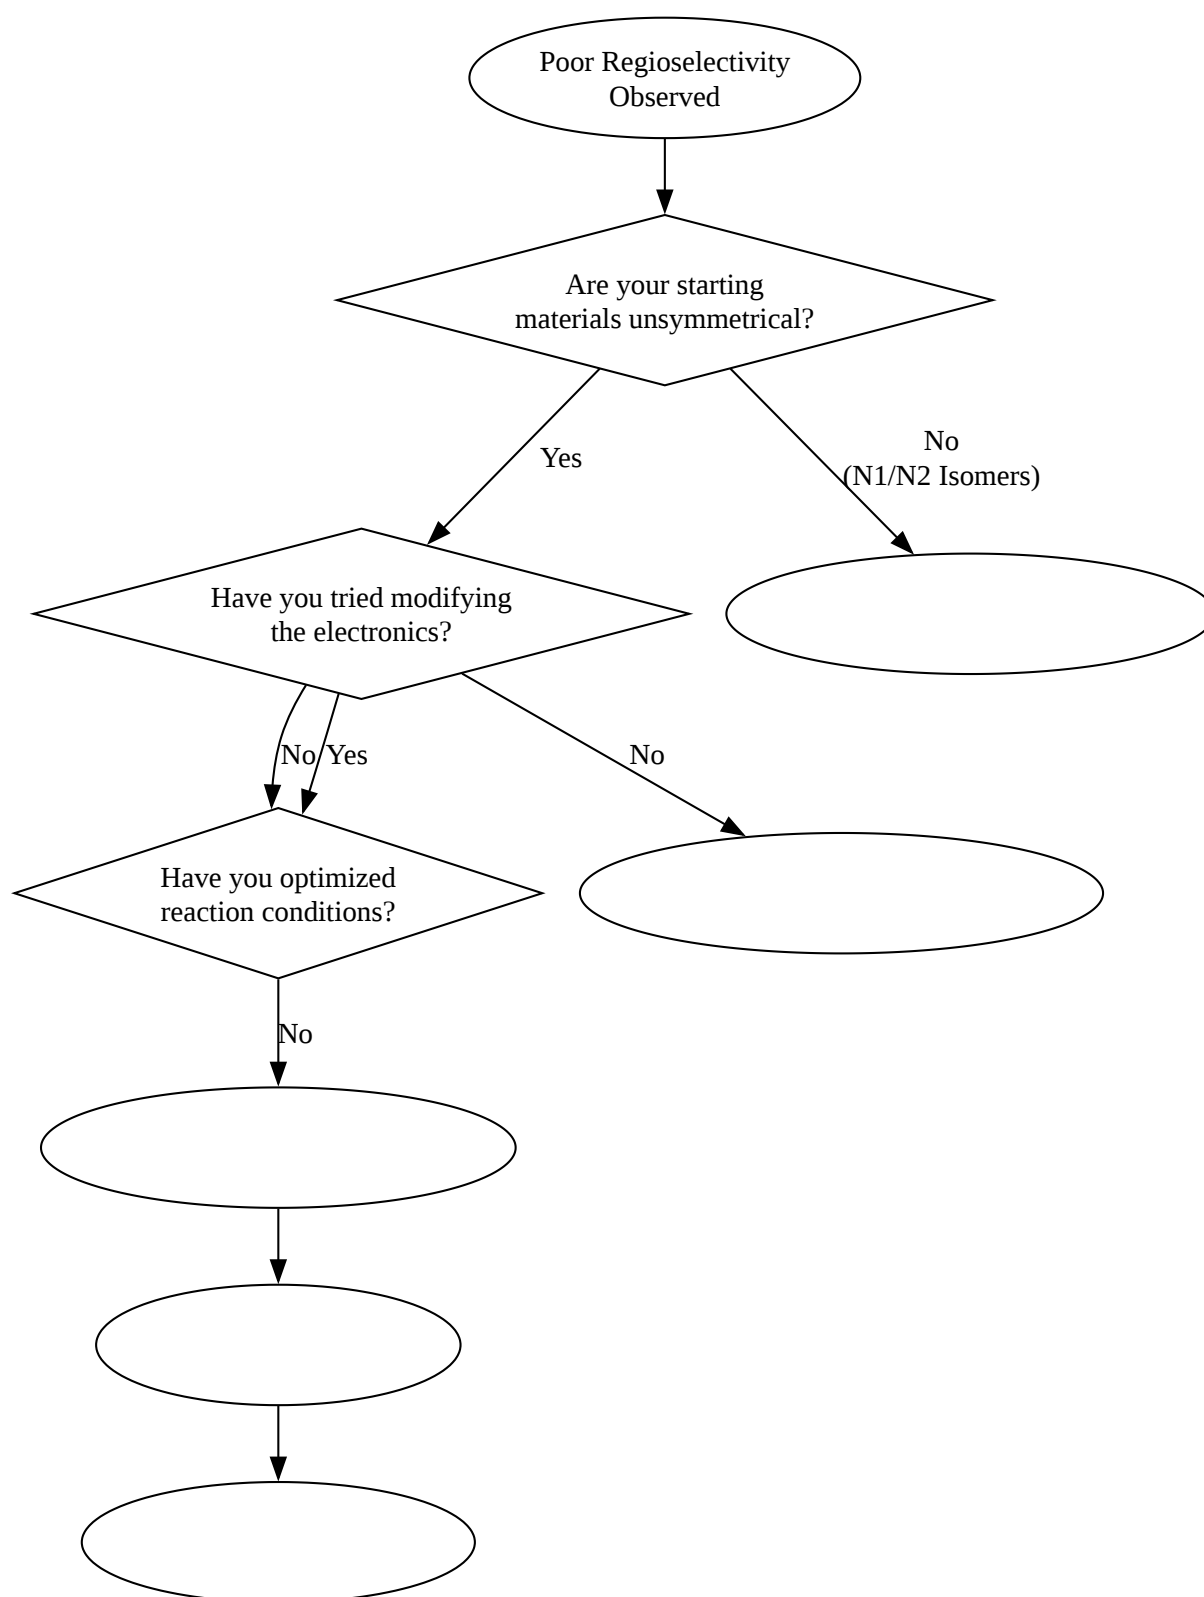 Poor Regioselectivity
Observed
Are your starting
materials unsymmetrical?
Yes
No
(N1/N2 Isomers)
Have you tried modifying
the electronics?
No
Yes
No
Have you optimized
reaction conditions?
No